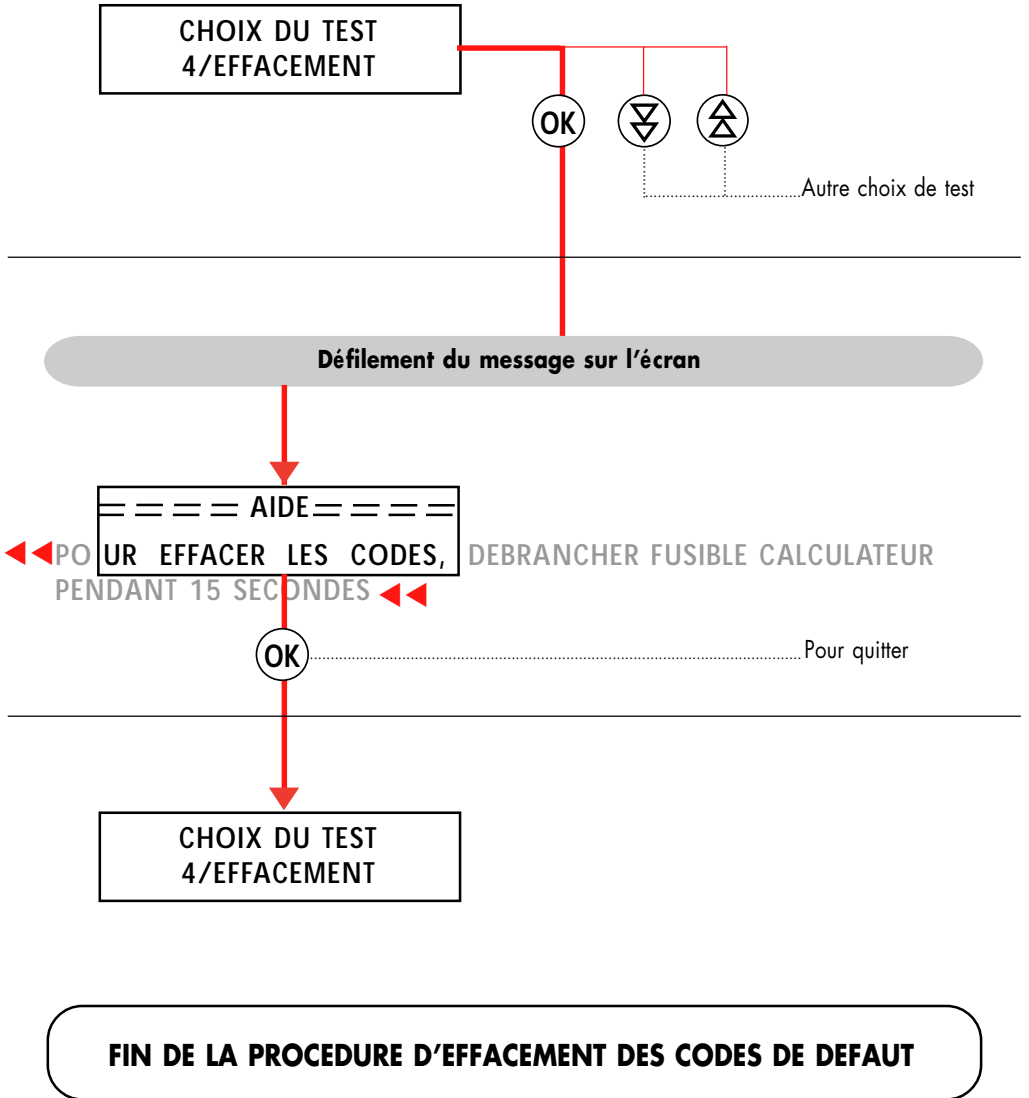 CHOIX DU TEST
4/EFFACEMENT
OK
Autre choix de test
Défilement du message sur l'écran
==== AIDE ====
POUR EFFACER LES CODES, DEBRANCHER FUSIBLE CALCULATEUR
PENDANT 15 SECONDES
OK
Pour quitter
CHOIX DU TEST
4/EFFACEMENT
FIN DE LA PROCEDURE D'EFFACEMENT DES CODES DE DEFAUT